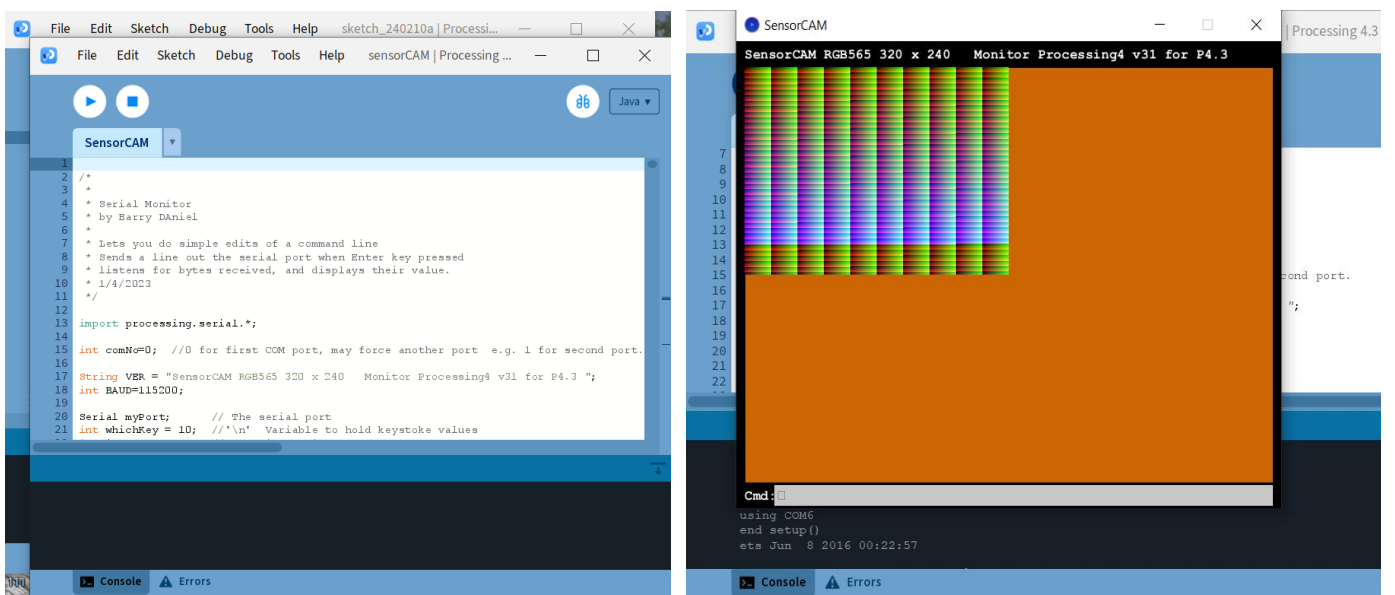 File Edit Sketch Debug Tools Help sketch_240210a | Processi...
File Edit Sketch Debug Tools Help sensorCAM | Processing ...
Java ▾
SensorCAM
1
2 /*
3 *
4 * Serial Monitor
5 * by Barry DAniel
6 *
7 * Lets you do simple edits of a command line
8 * Sends a line out the serial port when Enter key pressed
9 * listens for bytes received, and displays their value.
10 * 1/4/2023
11 */
12
13 import processing.serial.*;
14
15 int comNo=0; //0 for first COM port, may force another port e.g. 1 for second port.
16
17 String VER = "SensorCAM RGB565 320 x 240 Monitor Processing4 v31 for P4.3 ";
18 int BAUD=115200;
19
20 Serial myPort; // The serial port
21 int whichKey = 10; //'\n' Variable to hold keystoke values
Console Errors
SensorCAM
| Processing 4.3
SensorCAM RGB565 320 x 240 Monitor Processing4 v31 for P4.3
7
8
9
10
11
12
13
14
15 cond port.
16
17 ";
18
19
20
21
22
Cmd:
using COM6
end setup()
ets Jun 8 2016 00:22:57
Console Errors